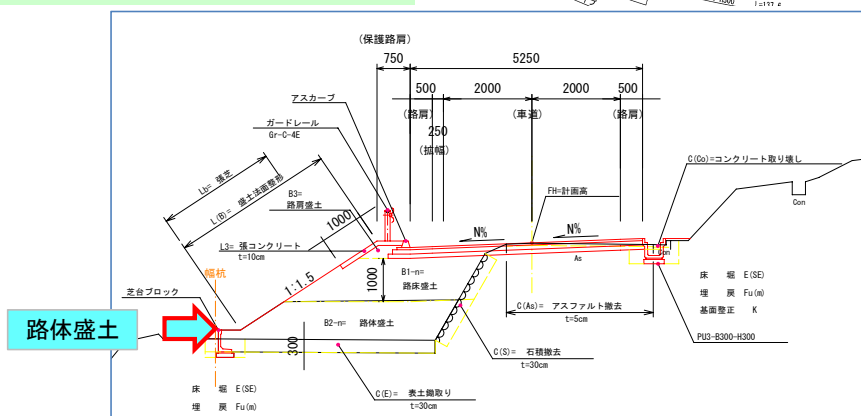 (保護路肩)
750
5250
500
2000
2000
500
(路肩)
(車道)
(路肩)
250
(拡幅)
アスカーブ
ガードレール
Gr-C-4E
C(Co)=コンクリート取り壊し
Con
Lb= 張芝
L(B)= 盛土法面整形
B3=
路肩盛土
FH=計画高
1000
N%
N%
L3= 張コンクリート
t=10cm
Con
As
幅杭
1:1.5
1000
B1-n=
路床盛土
床 堀 E(SE)
埋 戻 Fu(m)
基面整正 K
芝台ブロック
C(As)= アスファルト撤去
t=5cm
路体盛土
B2-n= 路体盛土
PU3-B300-H300
300
C(S)= 石積撤去
t=30cm
床 堀 E(SE)
埋 戻 Fu(m)
C(E)= 表土鋤取り
t=30cm